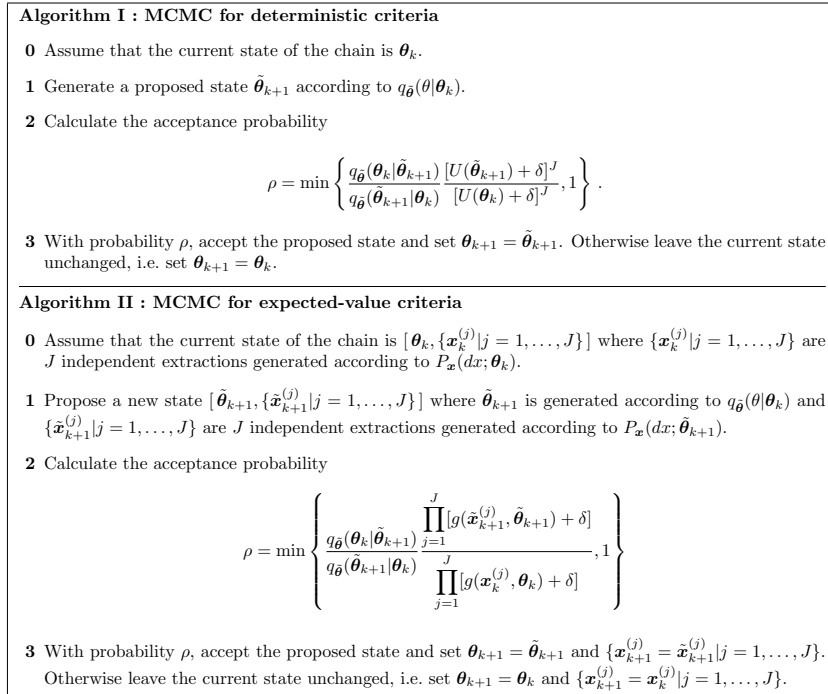 Algorithm I : MCMC for deterministic criteria
0 Assume that the current state of the chain is θ_k.
1 Generate a proposed state θ̃_{k+1} according to q_θ̃(θ|θ_k).
2 Calculate the acceptance probability
ρ = min { q_θ̃(θ_k|θ̃_{k+1}) / q_θ̃(θ̃_{k+1}|θ_k) [U(θ̃_{k+1}) + δ]^J / [U(θ_k) + δ]^J , 1 } .
3 With probability ρ, accept the proposed state and set θ_{k+1} = θ̃_{k+1}. Otherwise leave the current state
unchanged, i.e. set θ_{k+1} = θ_k.
Algorithm II : MCMC for expected-value criteria
0 Assume that the current state of the chain is [θ_k, {x_k^{(j)}|j = 1, . . . , J}] where {x_k^{(j)}|j = 1, . . . , J} are
J independent extractions generated according to P_x(dx; θ_k).
1 Propose a new state [θ̃_{k+1}, {x̃_{k+1}^{(j)}|j = 1, . . . , J}] where θ̃_{k+1} is generated according to q_θ̃(θ|θ_k) and
{x̃_{k+1}^{(j)}|j = 1, . . . , J} are J independent extractions generated according to P_x(dx; θ̃_{k+1}).
2 Calculate the acceptance probability
ρ = min { q_θ̃(θ_k|θ̃_{k+1}) / q_θ̃(θ̃_{k+1}|θ_k) ∏_{j=1}^{J} [g(x̃_{k+1}^{(j)}, θ̃_{k+1}) + δ] / ∏_{j=1}^{J} [g(x_k^{(j)}, θ_k) + δ] , 1 }
3 With probability ρ, accept the proposed state and set θ_{k+1} = θ̃_{k+1} and {x_{k+1}^{(j)} = x̃_{k+1}^{(j)}|j = 1, . . . , J}.
Otherwise leave the current state unchanged, i.e. set θ_{k+1} = θ_k and {x_{k+1}^{(j)} = x_k^{(j)}|j = 1, . . . , J}.